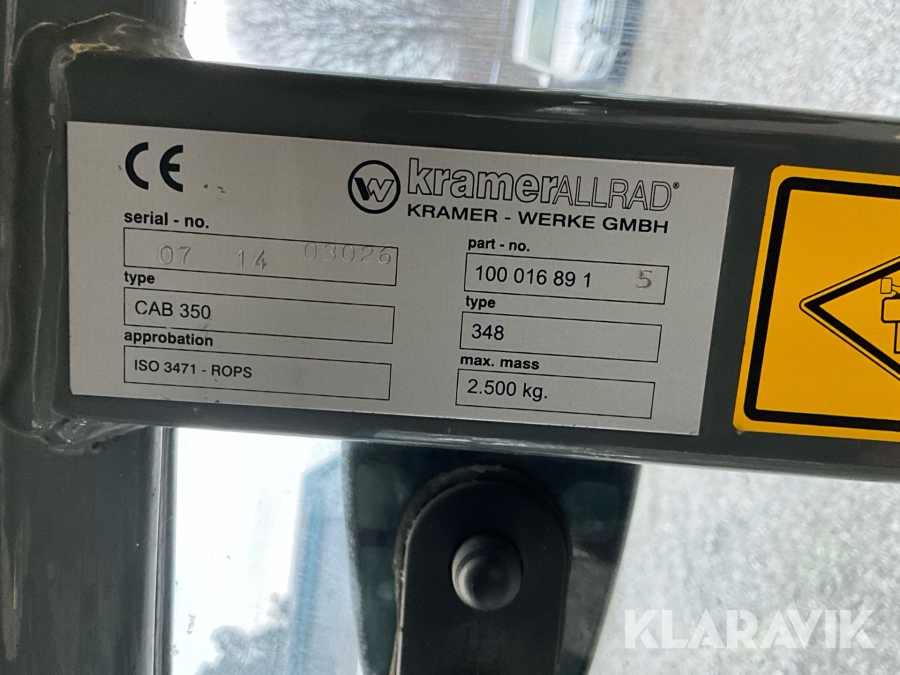 CE
W kramerALLRAD®
KRAMER - WERKE GMBH
serial - no.
07 14 03026
type
CAB 350
approbation
ISO 3471 - ROPS
part - no.
100 016 89 1 5
type
348
max. mass
2.500 kg.
KLARAVIK